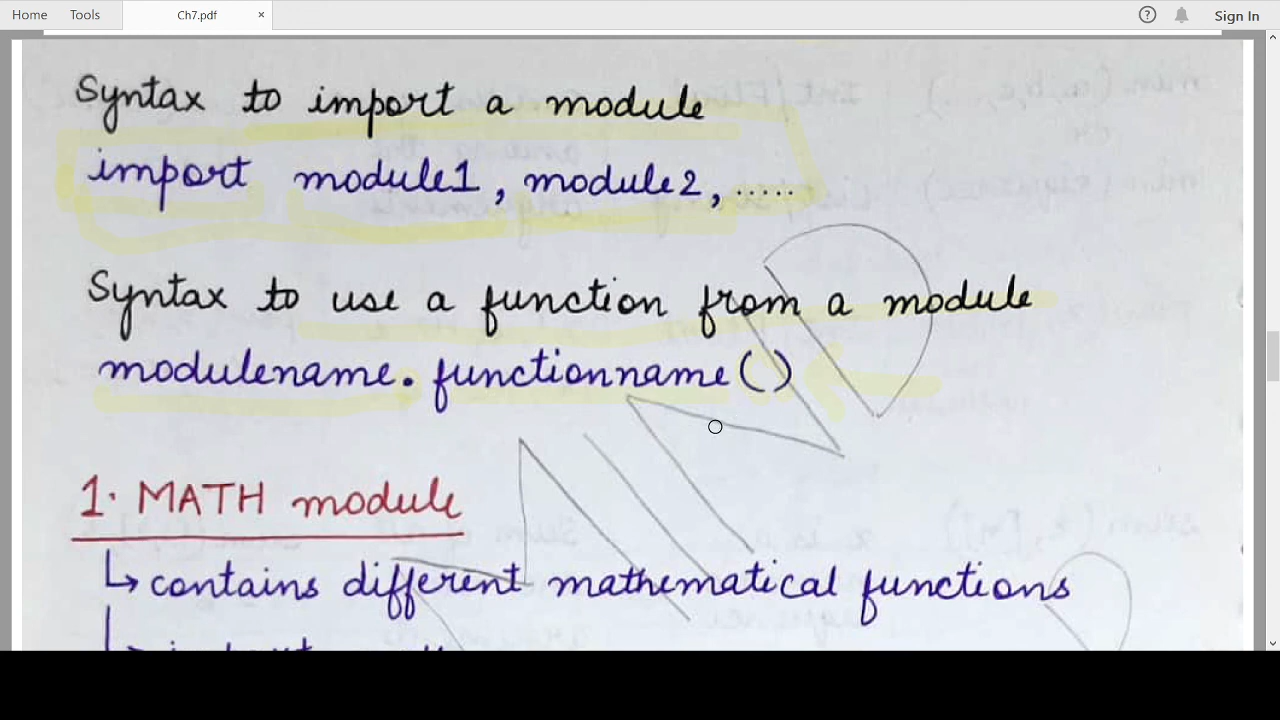 Home Tools Ch7.pdf × Sign In
Syntax to import a module
import module1, module2, .....
Syntax to use a function from a module
modulename. functionname()
1. MATH module
↳ contains different mathematical functions